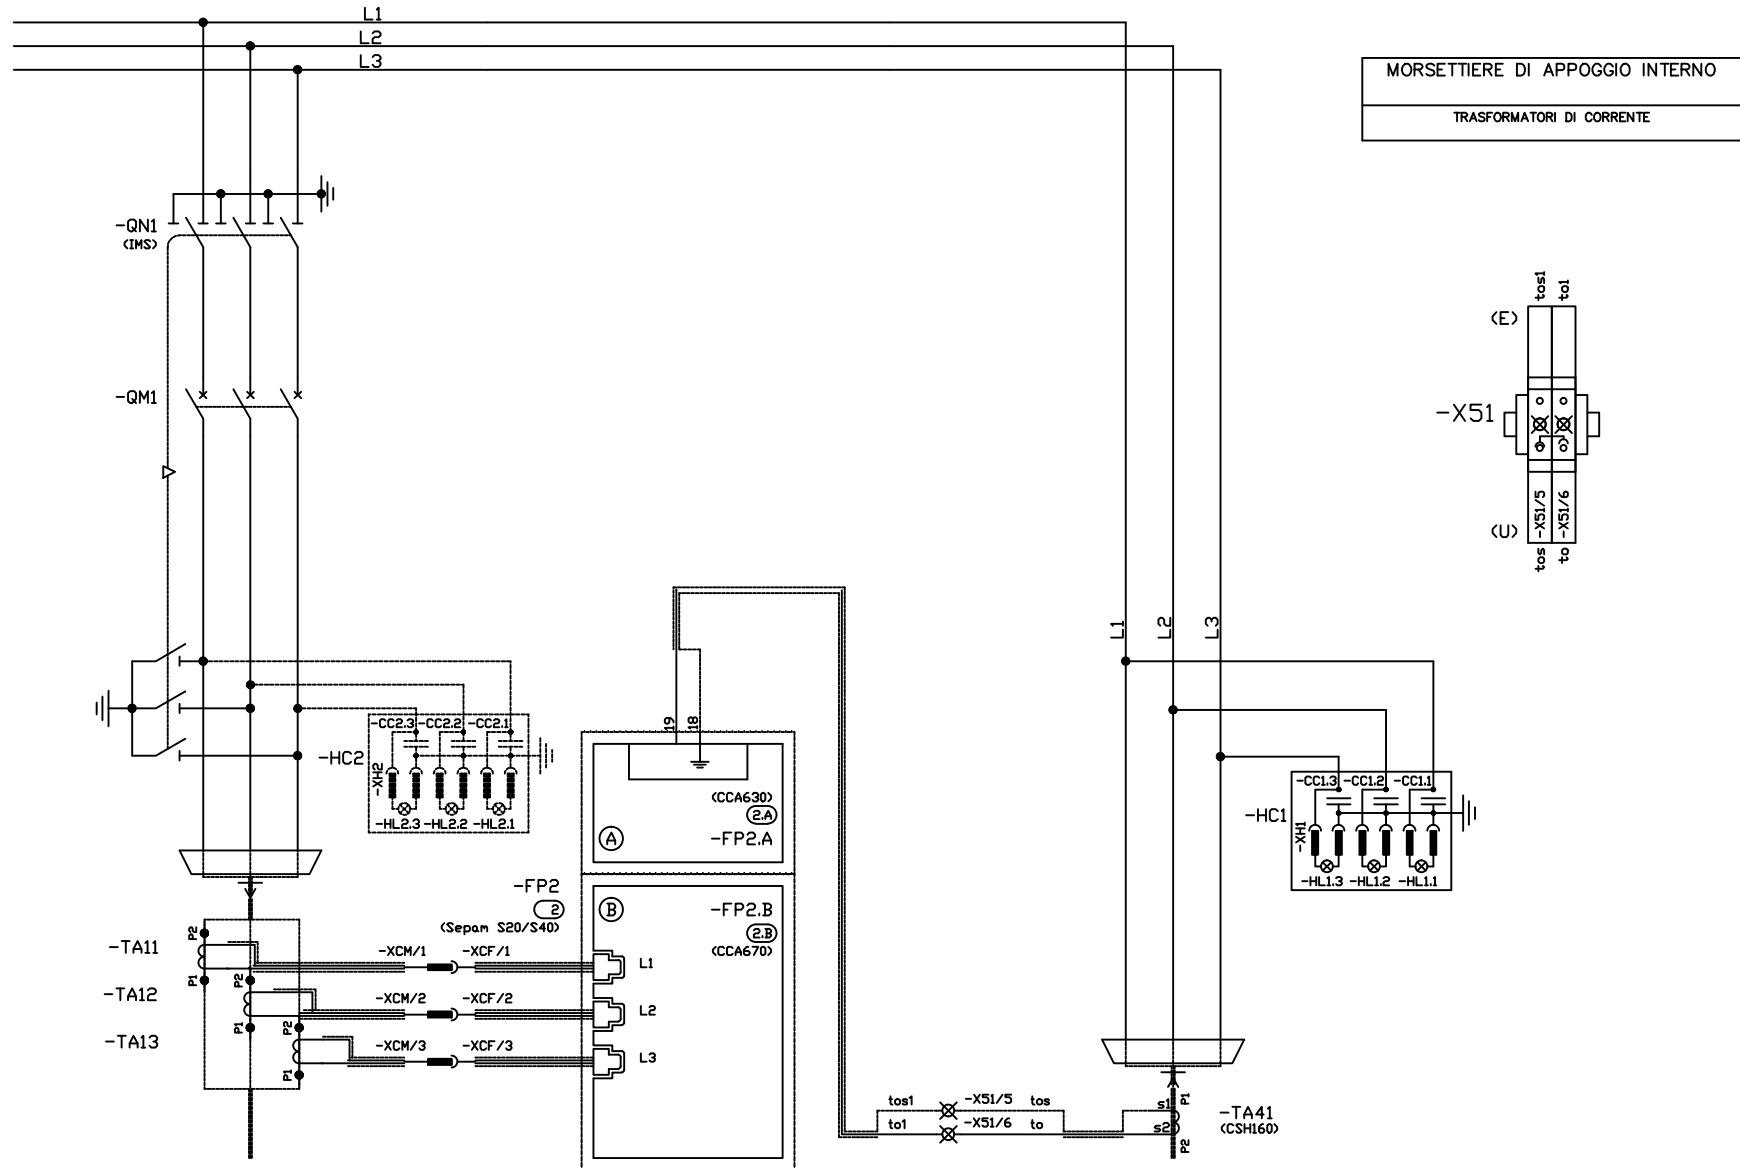 L1
L2
L3
MORSETTIERE DI APPOGGIO INTERNO
TRASFORMATORI DI CORRENTE
-QN1
(IMS)
tos1
to1
(E)
-QM1
-X51
-X51/5
-X51/6
(U)
tos
to
L1
L2
L3
19
18
-CC2.3
-CC2.2
-CC2.1
-HC2
-XH2
-HL2.3
-HL2.2
-HL2.1
(CCA630)
2.A
A
-FP2.A
-CC1.3
-CC1.2
-CC1.1
-HC1
-XH1
-HL1.3
-HL1.2
-HL1.1
-FP2
2
(Sepam S20/S40)
B
-FP2.B
2.B
(CCA670)
-TA11
P2
P1
-XCM/1
-XCF/1
L1
-TA12
P2
P1
-XCM/2
-XCF/2
L2
-TA13
P2
P1
-XCM/3
-XCF/3
L3
tos1
-X51/5
tos
s1
P1
-TA41
(CSH160)
to1
-X51/6
to
s2
P2